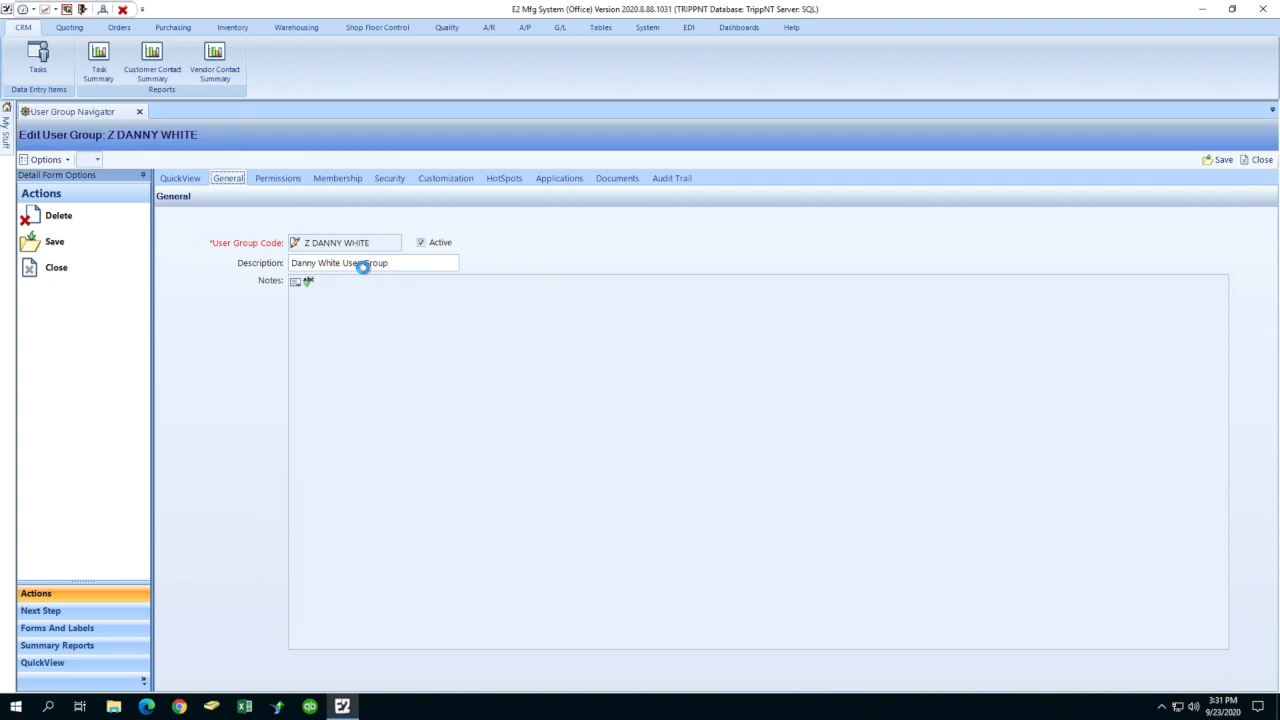 E2 Mfg System (Office) Version 2020.8.88.1031 (TRIPPNT Database: TrippNT Server: SQL)
CRM Quoting Orders Purchasing Inventory Warehousing Shop Floor Control Quality A/R A/P G/L Tables System EDI Dashboards Help
Tasks
Task Summary
Customer Contact Summary
Vendor Contact Summary
Data Entry Items
Reports
My Stuff
User Group Navigator
Edit User Group: Z DANNY WHITE
Options
Save Close
Detail Form Options
QuickView General Permissions Membership Security Customization HotSpots Applications Documents Audit Trail
Actions
General
Delete
Save
Close
*User Group Code: Z DANNY WHITE Active
Description: Danny White User Group
Notes:
Actions
Next Step
Forms And Labels
Summary Reports
QuickView
3:31 PM
9/23/2020